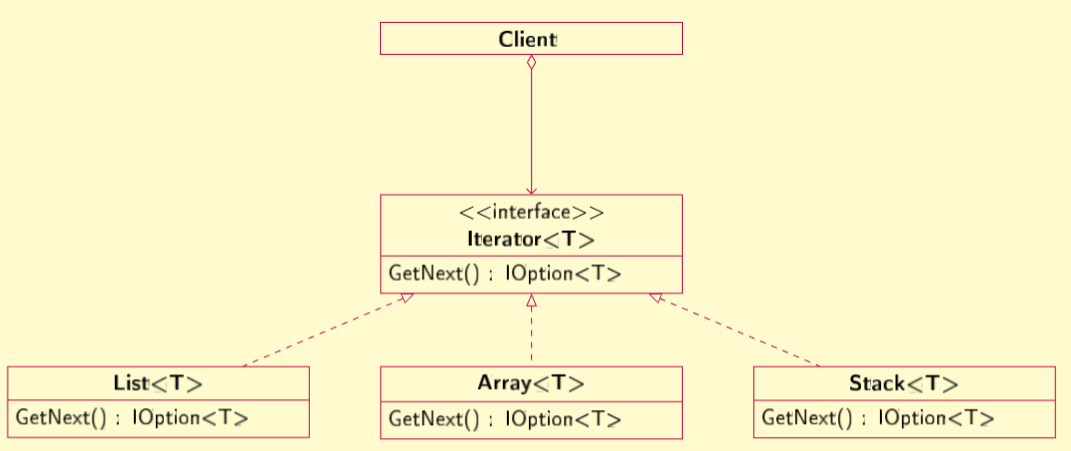 Client
<<interface>>
Iterator<T>
GetNext() : IOption<T>
List<T>
GetNext() : IOption<T>
Array<T>
GetNext() : IOption<T>
Stack<T>
GetNext() : IOption<T>